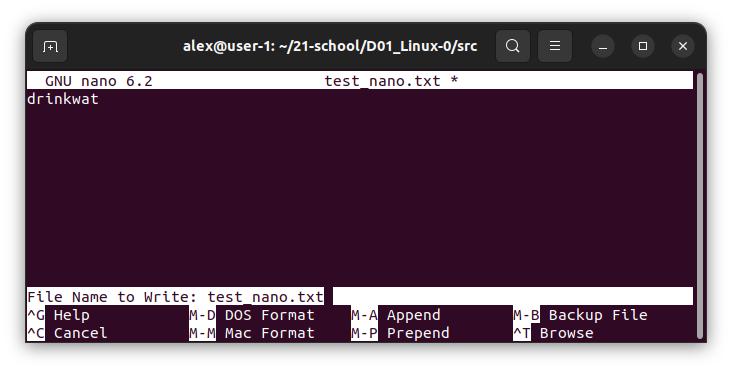 alex@user-1: ~/21-school/D01_Linux-0/src
GNU nano 6.2 test_nano.txt *
drinkwat
File Name to Write: test_nano.txt
^G Help M-D DOS Format M-A Append M-B Backup File
^C Cancel M-M Mac Format M-P Prepend ^T Browse